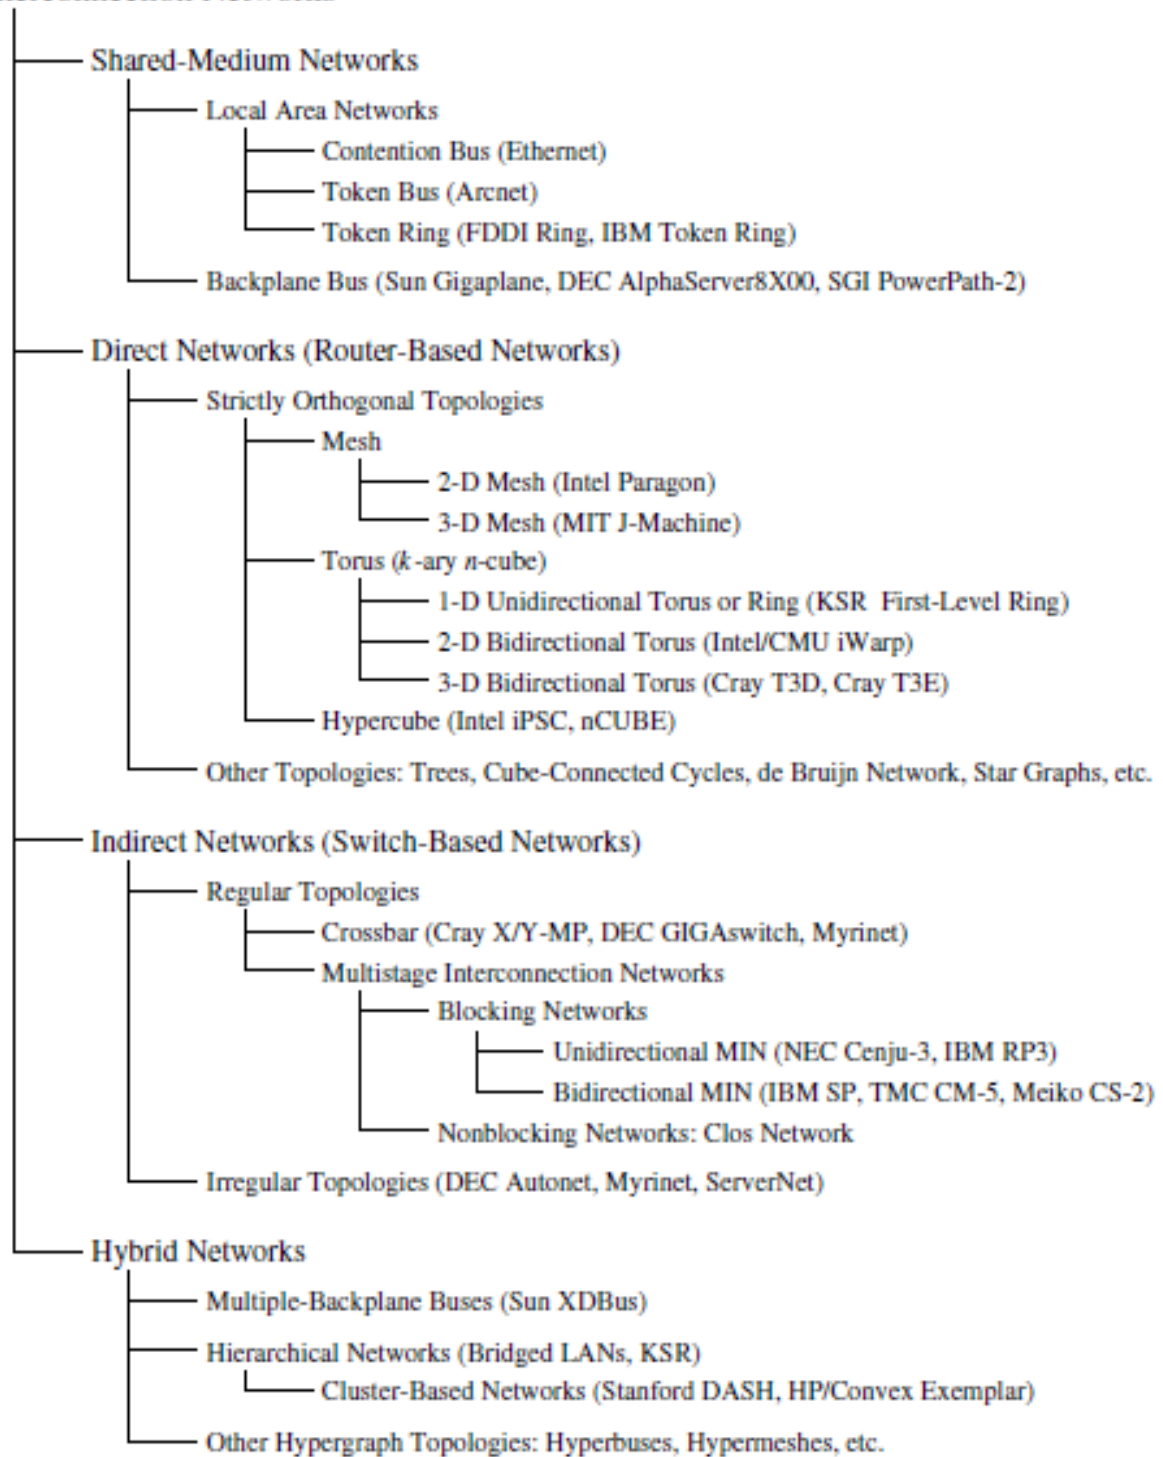 Shared-Medium Networks
Local Area Networks
Contention Bus (Ethernet)
Token Bus (Arcnet)
Token Ring (FDDI Ring, IBM Token Ring)
Backplane Bus (Sun Gigaplane, DEC AlphaServer8X00, SGI PowerPath-2)
Direct Networks (Router-Based Networks)
Strictly Orthogonal Topologies
Mesh
2-D Mesh (Intel Paragon)
3-D Mesh (MIT J-Machine)
Torus (k-ary n-cube)
1-D Unidirectional Torus or Ring (KSR First-Level Ring)
2-D Bidirectional Torus (Intel/CMU iWarp)
3-D Bidirectional Torus (Cray T3D, Cray T3E)
Hypercube (Intel iPSC, nCUBE)
Other Topologies: Trees, Cube-Connected Cycles, de Bruijn Network, Star Graphs, etc.
Indirect Networks (Switch-Based Networks)
Regular Topologies
Crossbar (Cray X/Y-MP, DEC GIGAswitch, Myrinet)
Multistage Interconnection Networks
Blocking Networks
Unidirectional MIN (NEC Cenju-3, IBM RP3)
Bidirectional MIN (IBM SP, TMC CM-5, Meiko CS-2)
Nonblocking Networks: Clos Network
Irregular Topologies (DEC Autonet, Myrinet, ServerNet)
Hybrid Networks
Multiple-Backplane Buses (Sun XDBus)
Hierarchical Networks (Bridged LANs, KSR)
Cluster-Based Networks (Stanford DASH, HP/Convex Exemplar)
Other Hypergraph Topologies: Hyperbuses, Hypermeshes, etc.